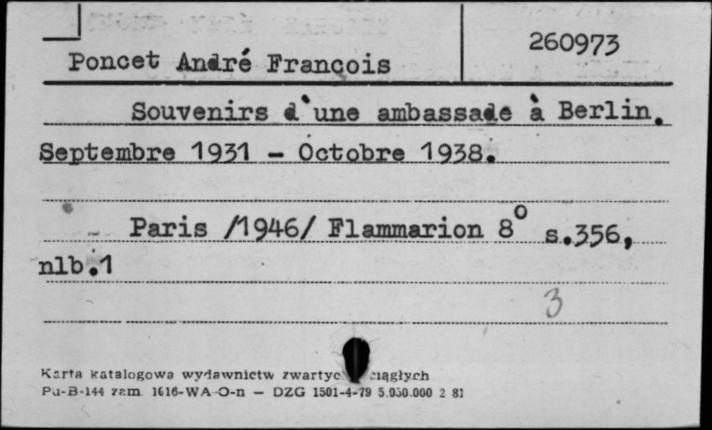 260973
Poncet André François
Souvenirs d'une ambassade à Berlin.
Septembre 1931 - Octobre 1938.
Paris /1946/ Flammarion 8° s.356,
nlb.1
3
Karta katalogowa wydawnictw zwartyc ciągłych
Pu-B-144 zam. 1616-WA-O-n — DZG 1501-4-79 5.050.000 2 81